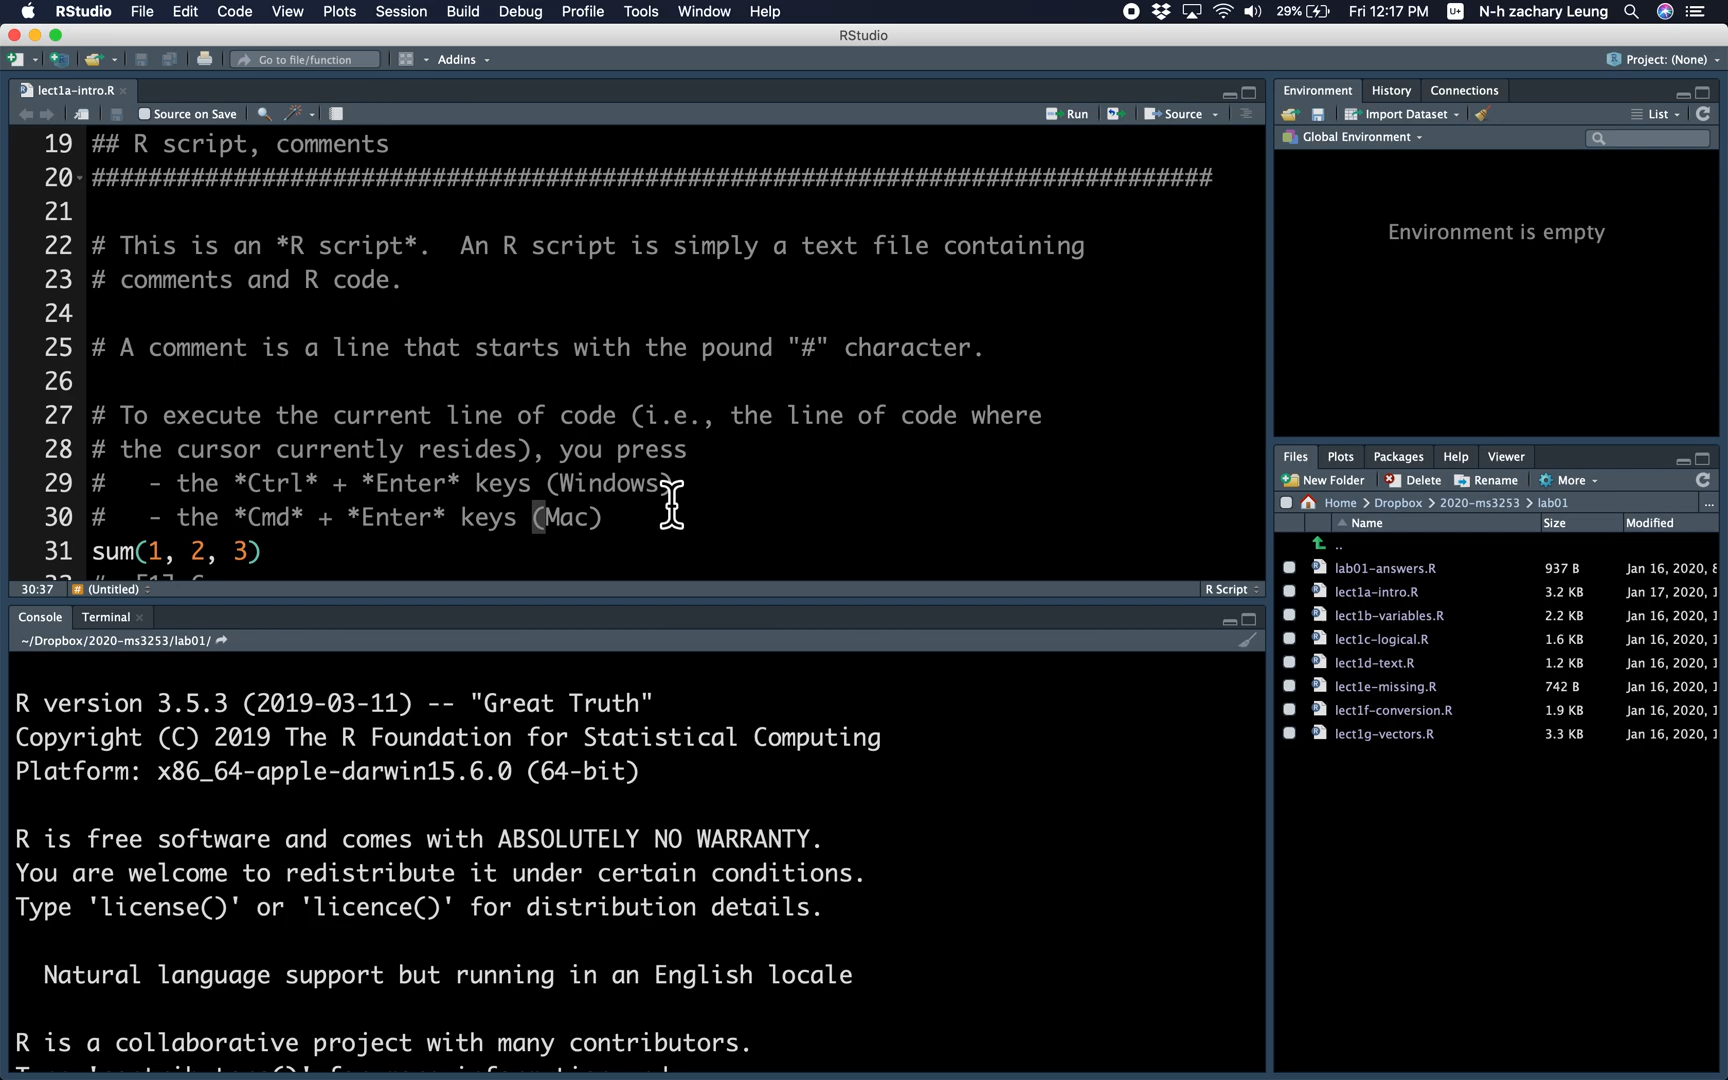 RStudio File Edit Code View Plots Session Build Debug Profile Tools Window Help 29% Fri 12:17 PM U+ N-h zachary Leung
RStudio
Go to file/function Addins Project: (None)
lect1a-intro.R
Source on Save Run Source
19 ## R script, comments
20 ###############################################################################
21
22 # This is an *R script*.  An R script is simply a text file containing
23 # comments and R code.
24
25 # A comment is a line that starts with the pound "#" character.
26
27 # To execute the current line of code (i.e., the line of code where
28 # the cursor currently resides), you press
29 #   - the *Ctrl* + *Enter* keys (Windows)
30 #   - the *Cmd* + *Enter* keys (Mac)
31 sum(1, 2, 3)
30:37 # (Untitled) R Script
Console Terminal
~/Dropbox/2020-ms3253/lab01/
R version 3.5.3 (2019-03-11) -- "Great Truth"
Copyright (C) 2019 The R Foundation for Statistical Computing
Platform: x86_64-apple-darwin15.6.0 (64-bit)
R is free software and comes with ABSOLUTELY NO WARRANTY.
You are welcome to redistribute it under certain conditions.
Type 'license()' or 'licence()' for distribution details.
Natural language support but running in an English locale
R is a collaborative project with many contributors.
Environment History Connections
Import Dataset List
Global Environment
Environment is empty
Files Plots Packages Help Viewer
New Folder Delete Rename More
Home > Dropbox > 2020-ms3253 > lab01 ...
Name Size Modified
..
lab01-answers.R 937 B Jan 16, 2020,
lect1a-intro.R 3.2 KB Jan 17, 2020,
lect1b-variables.R 2.2 KB Jan 16, 2020,
lect1c-logical.R 1.6 KB Jan 16, 2020,
lect1d-text.R 1.2 KB Jan 16, 2020,
lect1e-missing.R 742 B Jan 16, 2020,
lect1f-conversion.R 1.9 KB Jan 16, 2020,
lect1g-vectors.R 3.3 KB Jan 16, 2020,